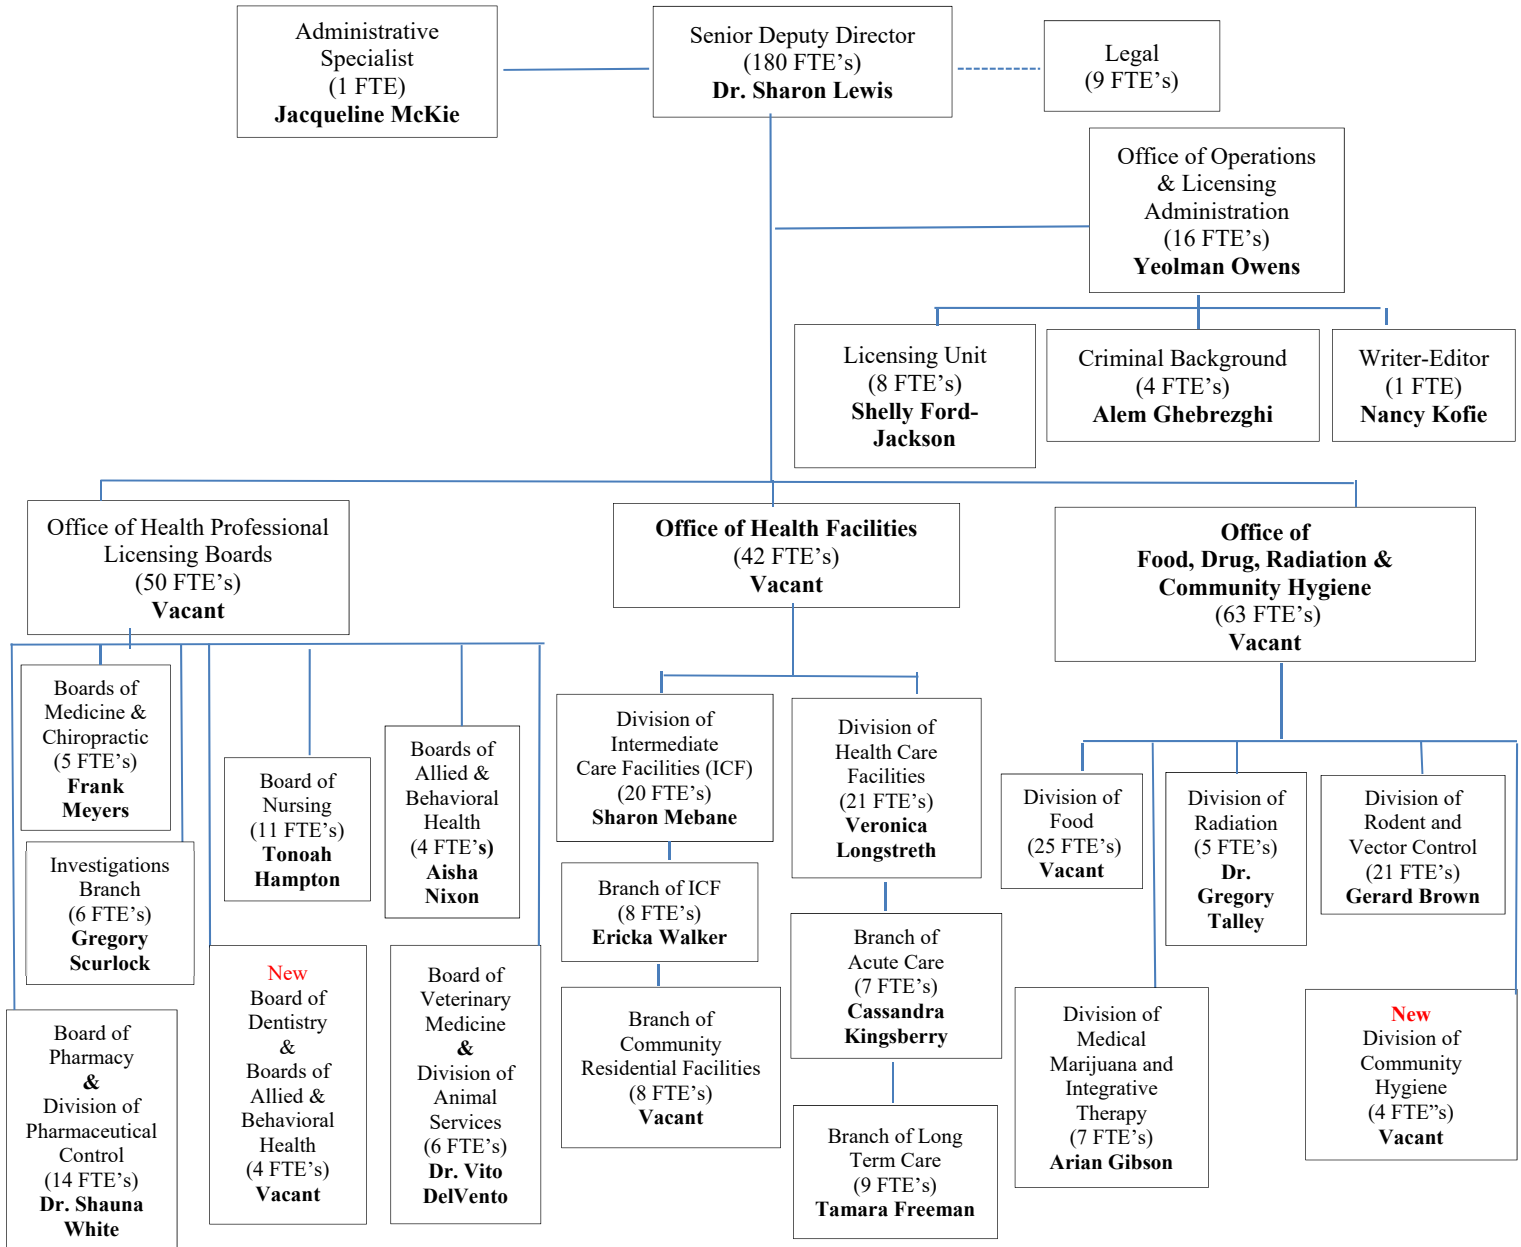 Administrative
Specialist
(1 FTE)
Jacqueline McKie
Senior Deputy Director
(180 FTE’s)
Dr. Sharon Lewis
Legal
(9 FTE’s)
Office of Operations
& Licensing
Administration
(16 FTE’s)
Yeolman Owens
Licensing Unit
(8 FTE’s)
Shelly Ford-
Jackson
Criminal Background
(4 FTE’s)
Alem Ghebrezghi
Writer-Editor
(1 FTE)
Nancy Kofie
Office of Health Professional
Licensing Boards
(50 FTE’s)
Vacant
Office of Health Facilities
(42 FTE’s)
Vacant
Office of
Food, Drug, Radiation &
Community Hygiene
(63 FTE’s)
Vacant
Boards of
Medicine &
Chiropractic
(5 FTE’s)
Frank
Meyers
Investigations
Branch
(6 FTE’s)
Gregory
Scurlock
Board of
Pharmacy
&
Division of
Pharmaceutical
Control
(14 FTE’s)
Dr. Shauna
White
Board of
Nursing
(11 FTE’s)
Tonoah
Hampton
New
Board of
Dentistry
&
Boards of
Allied &
Behavioral
Health
(4 FTE’s)
Vacant
Boards of
Allied &
Behavioral
Health
(4 FTE’s)
Aisha
Nixon
Board of
Veterinary
Medicine
&
Division of
Animal
Services
(6 FTE’s)
Dr. Vito
DelVento
Division of
Intermediate
Care Facilities (ICF)
(20 FTE’s)
Sharon Mebane
Branch of ICF
(8 FTE’s)
Ericka Walker
Branch of
Community
Residential Facilities
(8 FTE’s)
Vacant
Division of
Health Care
Facilities
(21 FTE’s)
Veronica
Longstreth
Branch of
Acute Care
(7 FTE’s)
Cassandra
Kingsberry
Branch of Long
Term Care
(9 FTE’s)
Tamara Freeman
Division of
Food
(25 FTE’s)
Vacant
Division of
Medical
Marijuana and
Integrative
Therapy
(7 FTE’s)
Arian Gibson
Division of
Radiation
(5 FTE’s)
Dr.
Gregory
Talley
Division of
Rodent and
Vector Control
(21 FTE’s)
Gerard Brown
New
Division of
Community
Hygiene
(4 FTE”s)
Vacant